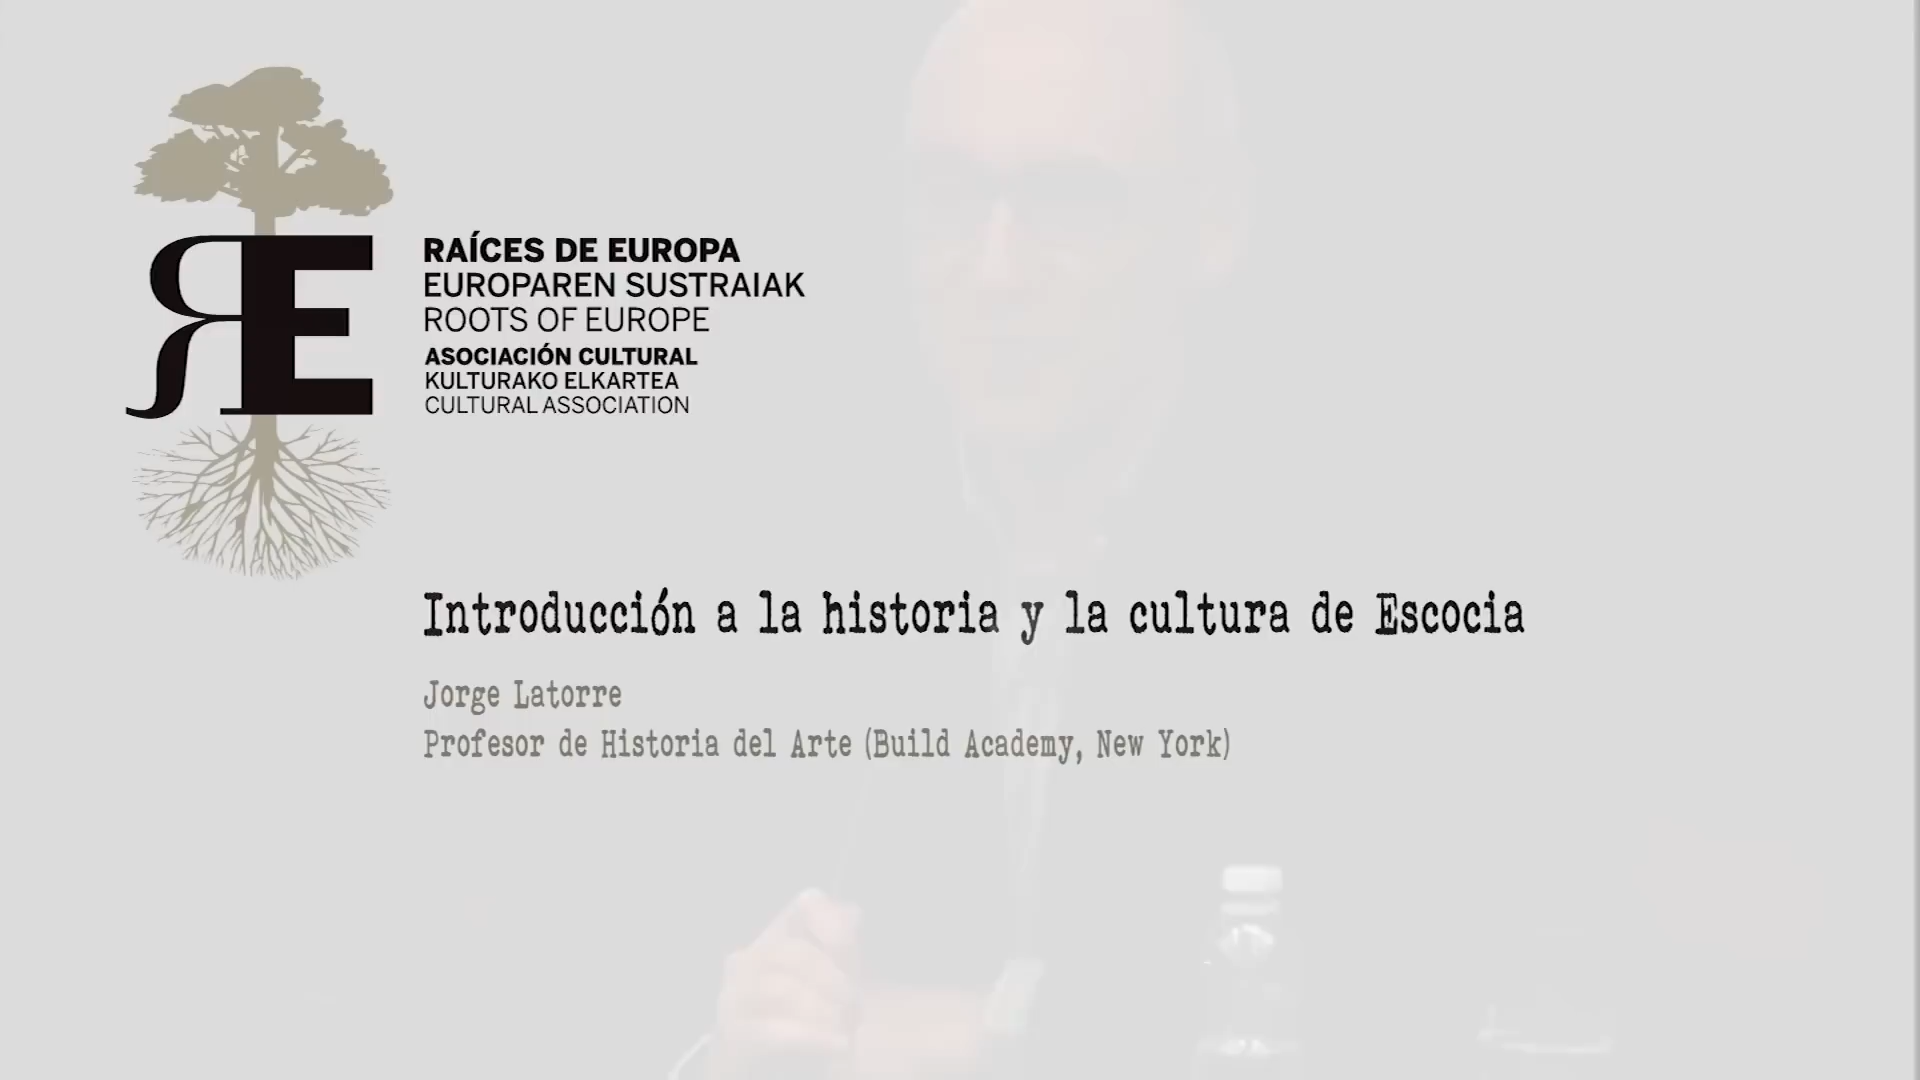 RE
RAÍCES DE EUROPA
EUROPAREN SUSTRAIAK
ROOTS OF EUROPE
ASOCIACIÓN CULTURAL
KULTURAKO ELKARTEA
CULTURAL ASSOCIATION
Introducción a la historia y la cultura de Escocia
Jorge Latorre
Profesor de Historia del Arte (Build Academy, New York)